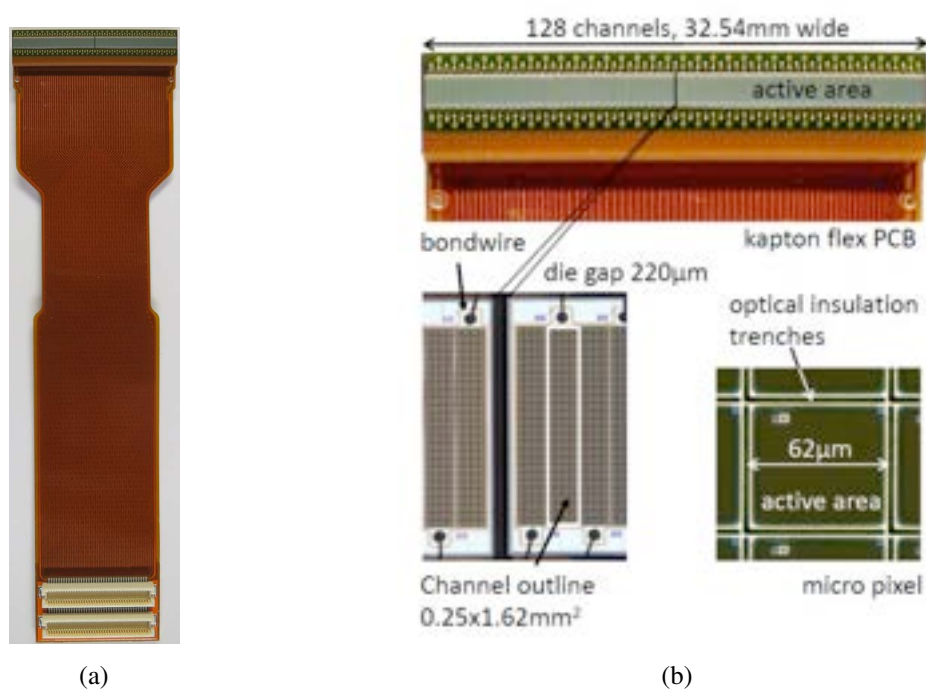 128 channels, 32.54mm wide
active area
bondwire
kapton flex PCB
die gap 220µm
optical insulation
trenches
62µm
active area
Channel outline
0.25x1.62mm²
micro pixel
(a)
(b)